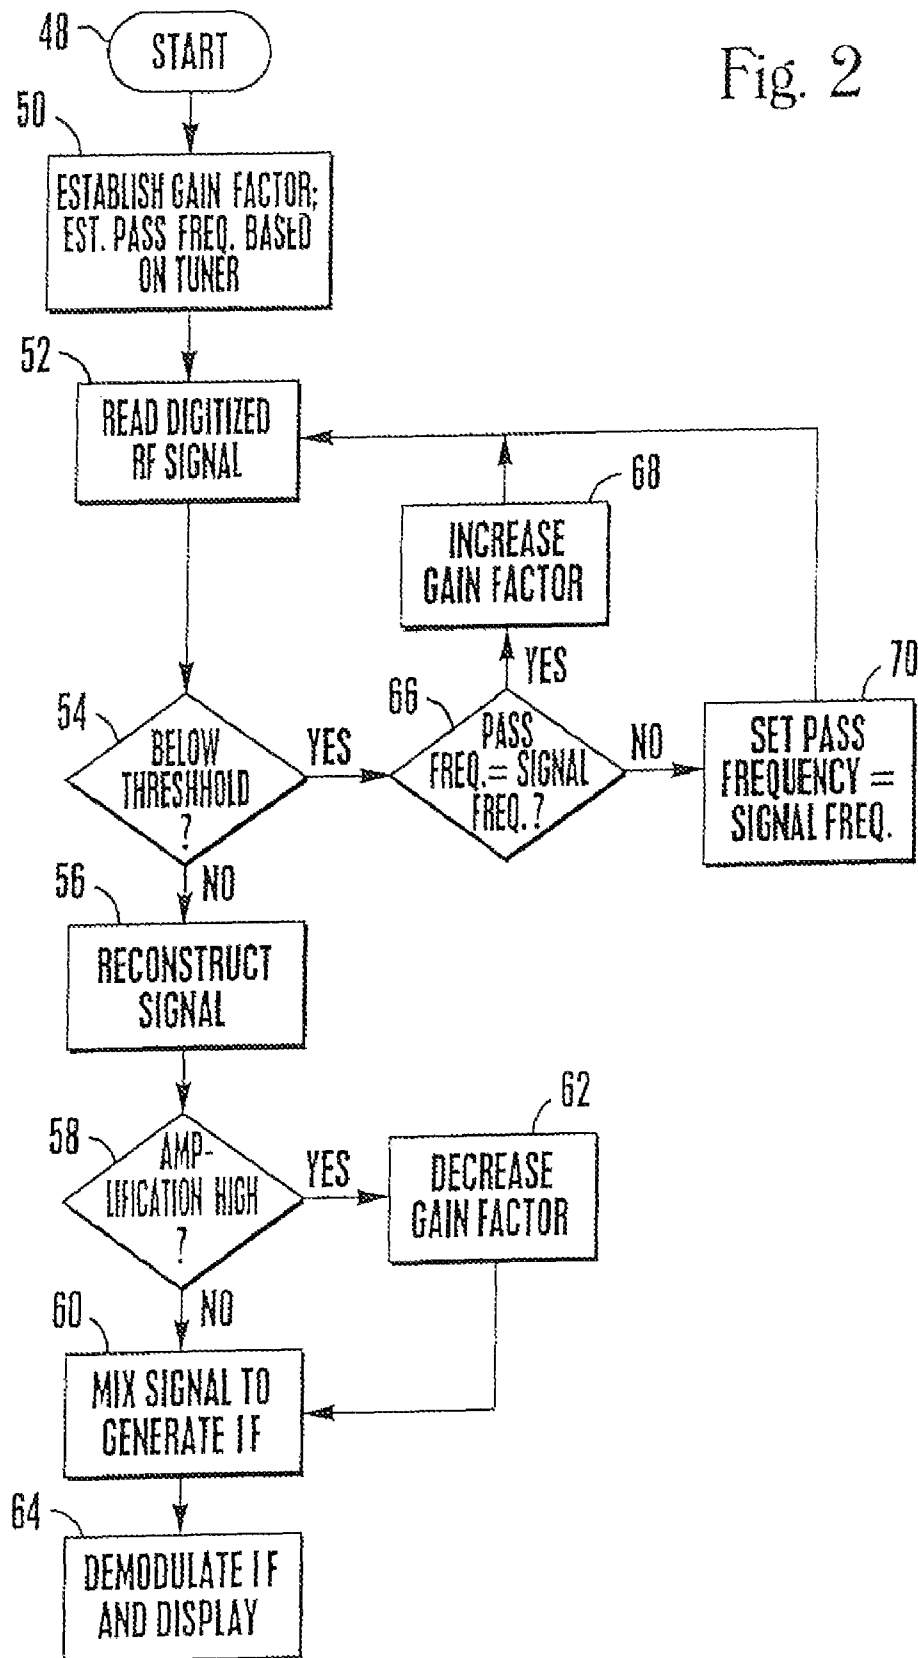 Fig. 2
48
START
50
ESTABLISH GAIN FACTOR;
EST. PASS FREQ. BASED
ON TUNER
52
READ DIGITIZED
RF SIGNAL
68
INCREASE
GAIN FACTOR
YES
54
BELOW
THRESHHOLD
?
YES
66
PASS
FREQ.= SIGNAL
FREQ. ?
NO
70
SET PASS
FREQUENCY =
SIGNAL FREQ.
NO
56
RECONSTRUCT
SIGNAL
58
AMP-
LIFICATION HIGH
?
YES
62
DECREASE
GAIN FACTOR
NO
60
MIX SIGNAL TO
GENERATE IF
64
DEMODULATE IF
AND DISPLAY